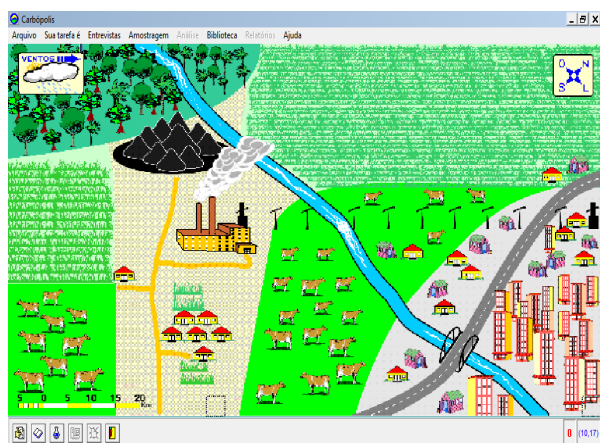 Carbópolis
Arquivo Sua tarefa é Entrevistas Amostragem Análise Biblioteca Relatórios Ajuda
VENTOS
O N
S L
5 0 5 10 15 20
Km
0 (10,17)